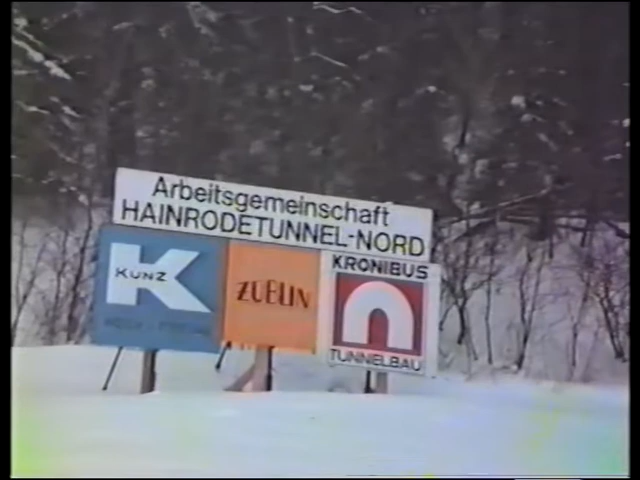 Arbeitsgemeinschaft
HAINRODETUNNEL-NORD
KUNZ
ZÜBLIN
KRONIBUS
TUNNELBAU